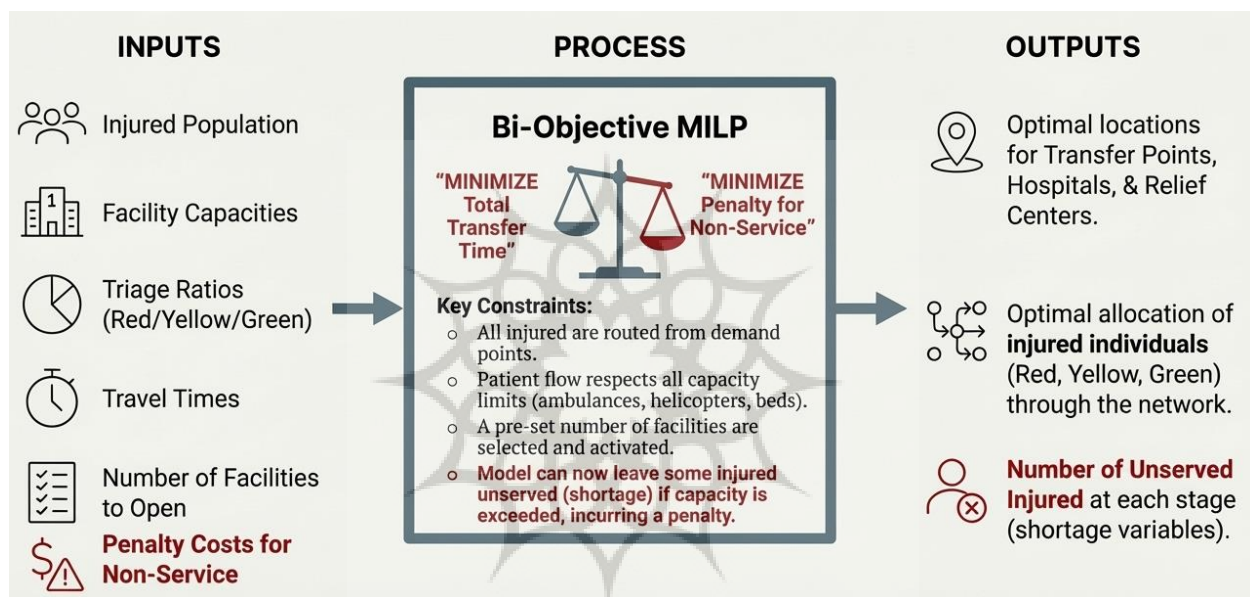 INPUTS
Injured Population
1
Facility Capacities
Triage Ratios
(Red/Yellow/Green)
Travel Times
Number of Facilities
to Open
$
!
Penalty Costs for
Non-Service
PROCESS
Bi-Objective MILP
“MINIMIZE
Total
Transfer
Time”
“MINIMIZE
Penalty for
Non-Service”
Key Constraints:
All injured are routed from demand
points.
Patient flow respects all capacity
limits (ambulances, helicopters, beds).
A pre-set number of facilities are
selected and activated.
Model can now leave some injured
unserved (shortage) if capacity is
exceeded, incurring a penalty.
OUTPUTS
Optimal locations
for Transfer Points,
Hospitals, & Relief
Centers.
Optimal allocation of
injured individuals
(Red, Yellow, Green)
through the network.
Number of Unserved
Injured at each stage
(shortage variables).